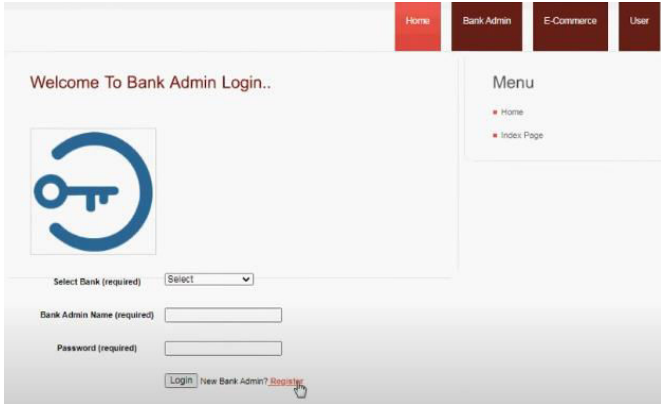 Home Bank Admin E-Commerce User
Welcome To Bank Admin Login..
Menu
Home
Index Page
Select Bank (required) Select
Bank Admin Name (required)
Password (required)
Login New Bank Admin? Register